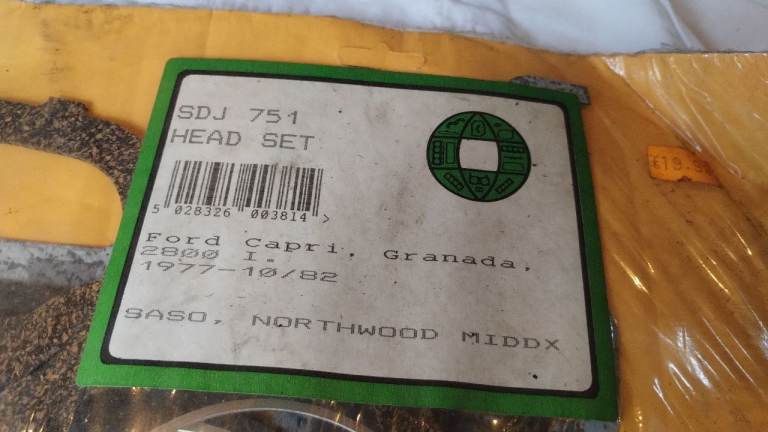 SDJ 751
HEAD SET
5 028326 003814 >
Ford Capri, Granada,
2800 I.
1977-10/82
SASO, NORTHWOOD MIDDX